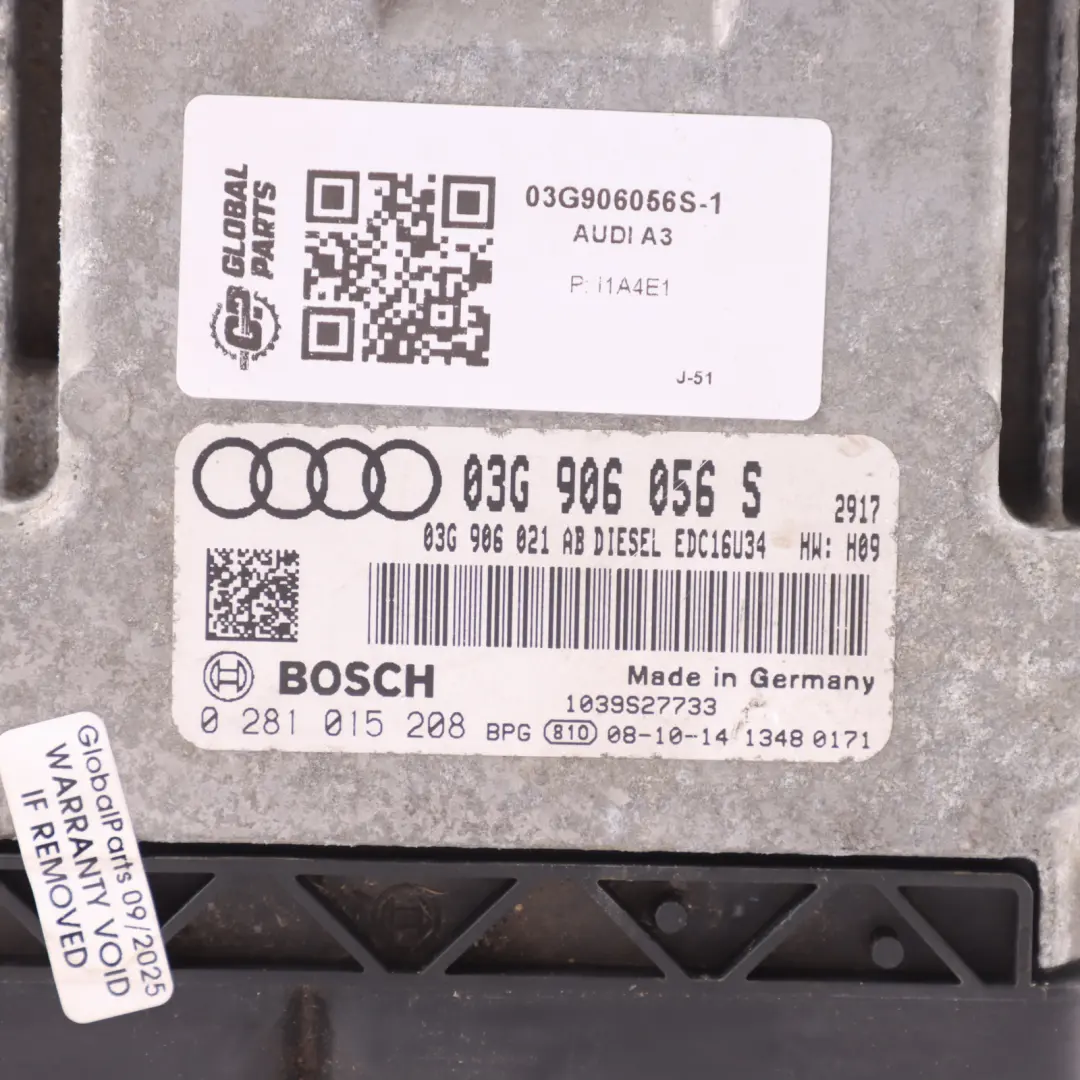 GLOBAL
PARTS
GP
03G906056S-1
AUDI A3
P: I1A4E1
J-51
03G 906 056 S
2917
03G 906 021 AB DIESEL EDC16U34 HW: H09
BOSCH
Made in Germany
1039S27733
0 281 015 208 BPG 810 08-10-14 1348 0171
GlobalParts 09/2025
WARRANTY VOID
IF REMOVED